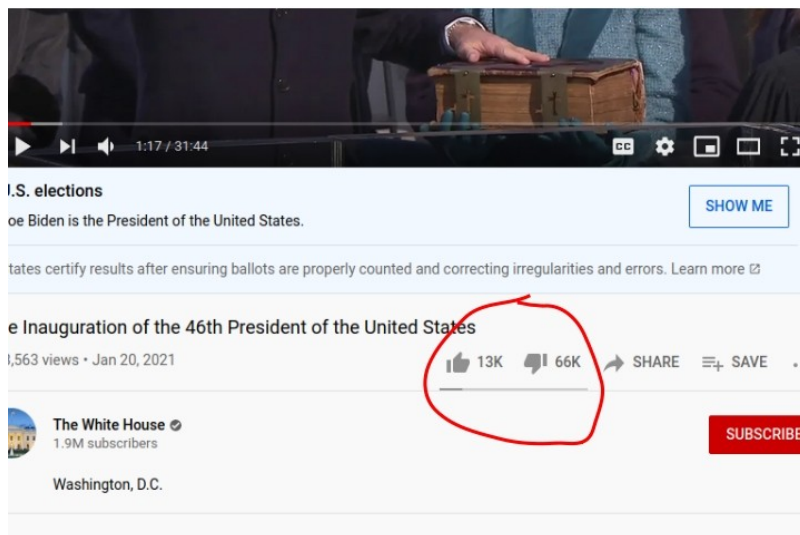 1:17 / 31:44 CC
.S. elections
oe Biden is the President of the United States.
SHOW ME
tates certify results after ensuring ballots are properly counted and correcting irregularities and errors. Learn more
e Inauguration of the 46th President of the United States
,563 views • Jan 20, 2021
13K 66K SHARE SAVE
The White House
1.9M subscribers
SUBSCRIBE
Washington, D.C.